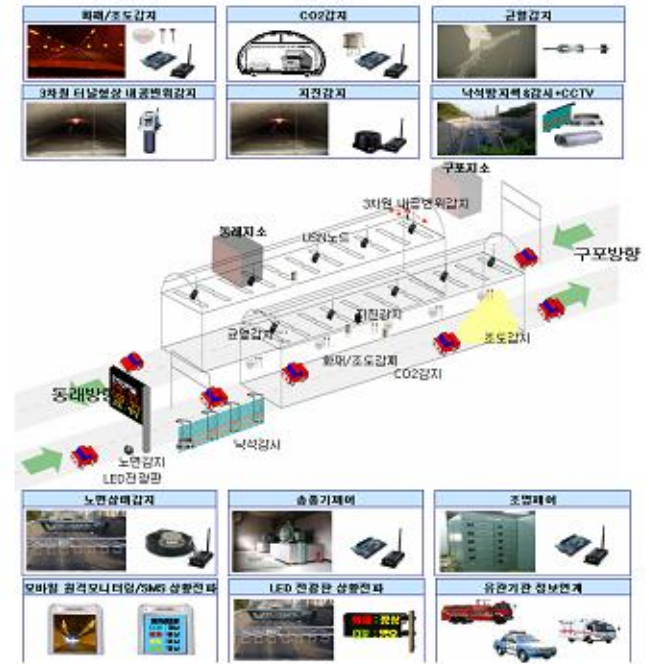 화재/조도감지
CO2감지
균열감지
3차원 터널형상 내공변위감지
지진감지
낙석방지책&감시+CCTV
구포지소
3차원 내공변위감지
동래지소
USN노드
구포방향
지진감지
균열감지
조도감지
화재/조도감지
CO2감지
동래방향
낙석감시
노면감지
LED전광판
노면상태감지
송풍기제어
조명제어
모바일 원격모니터링/SMS 상황전파
LED 전광판 상황전파
유관기관 정보연계